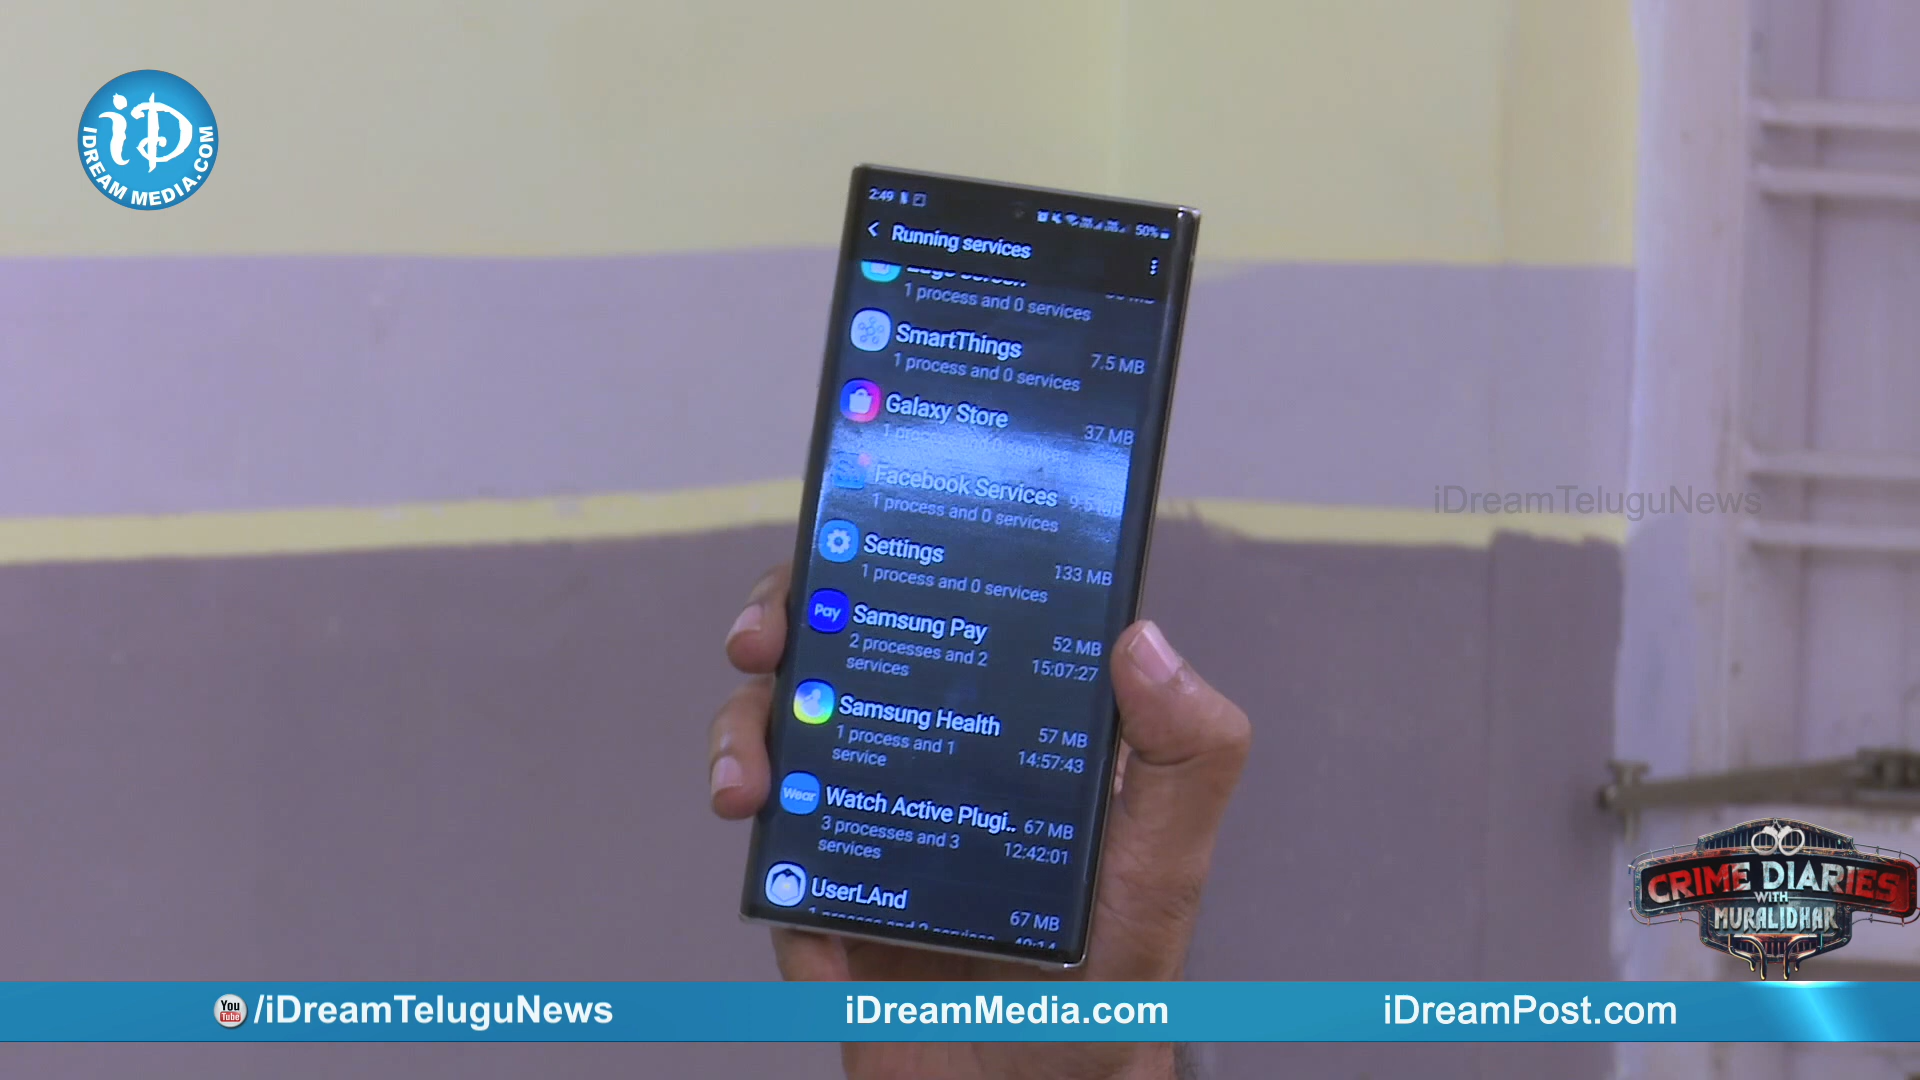 iD
IDREAM MEDIA.COM
2:49
50%
Running services
1 process and 0 services
SmartThings
7.5 MB
1 process and 0 services
Galaxy Store
37 MB
1 process and 0 services
Facebook Services
1 process and 0 services
Settings
133 MB
1 process and 0 services
Pay
Samsung Pay
52 MB
2 processes and 2
15:07:27
services
Samsung Health
57 MB
1 process and 1
14:57:43
service
Wear
Watch Active Plugi..
67 MB
3 processes and 3
12:42:01
services
UserLAnd
67 MB
iDreamTeluguNews
CRIME DIARIES
WITH
MURALIDHAR
You
Tube
/iDreamTeluguNews
iDreamMedia.com
iDreamPost.com